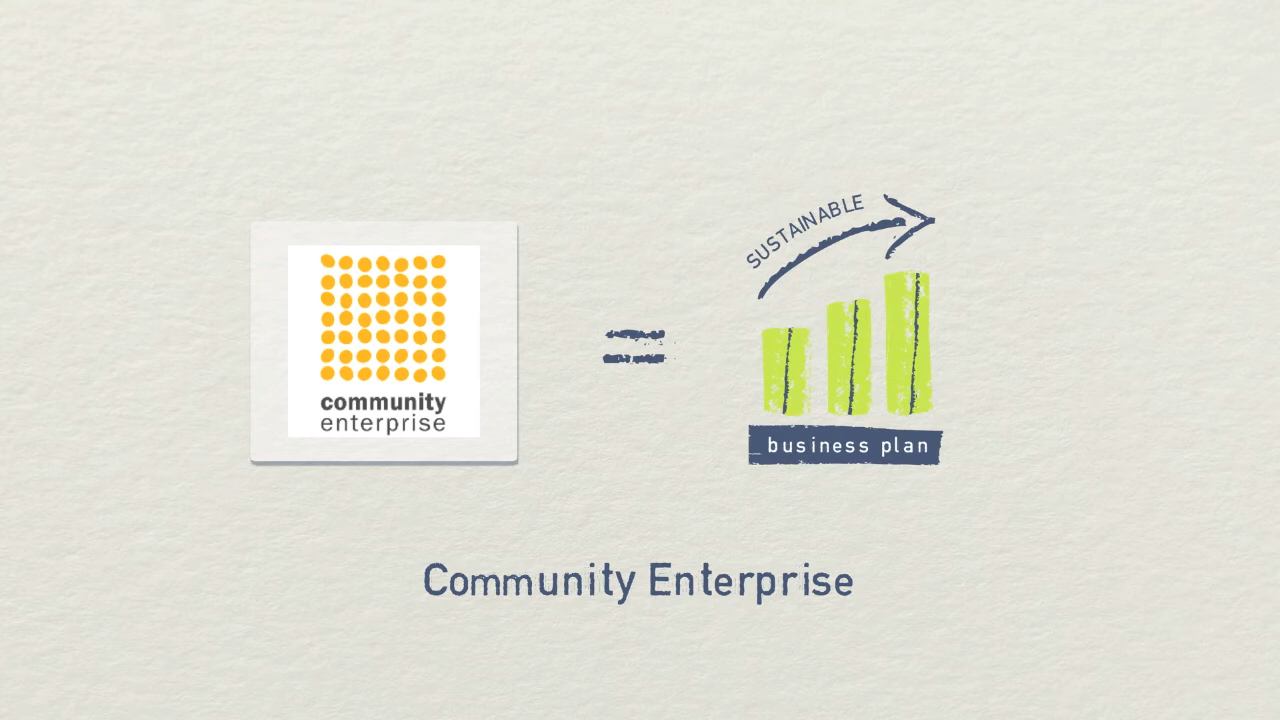 community
enterprise
=
SUSTAINABLE
business plan
Community Enterprise